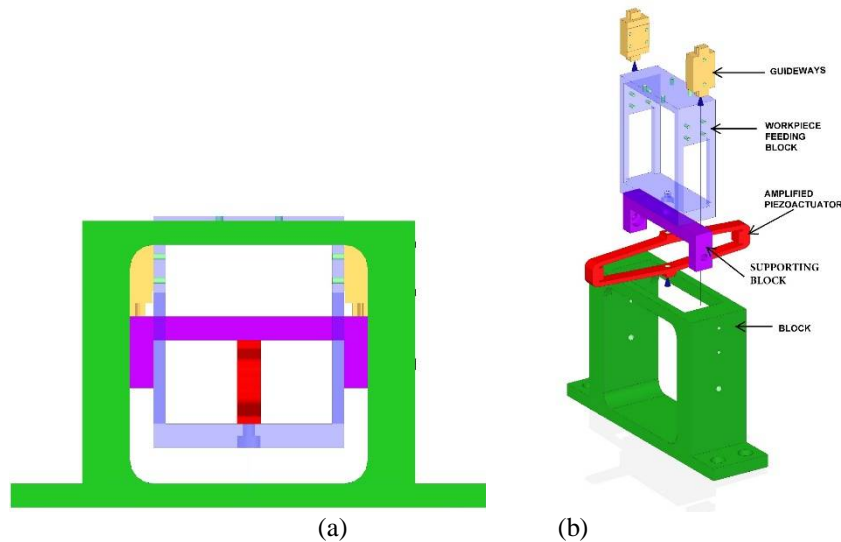 GUIDEWAYS
WORKPIECE
FEEDING
BLOCK
AMPLIFIED
PIEZOACTUATOR
SUPPORTING
BLOCK
BLOCK
(a)
(b)